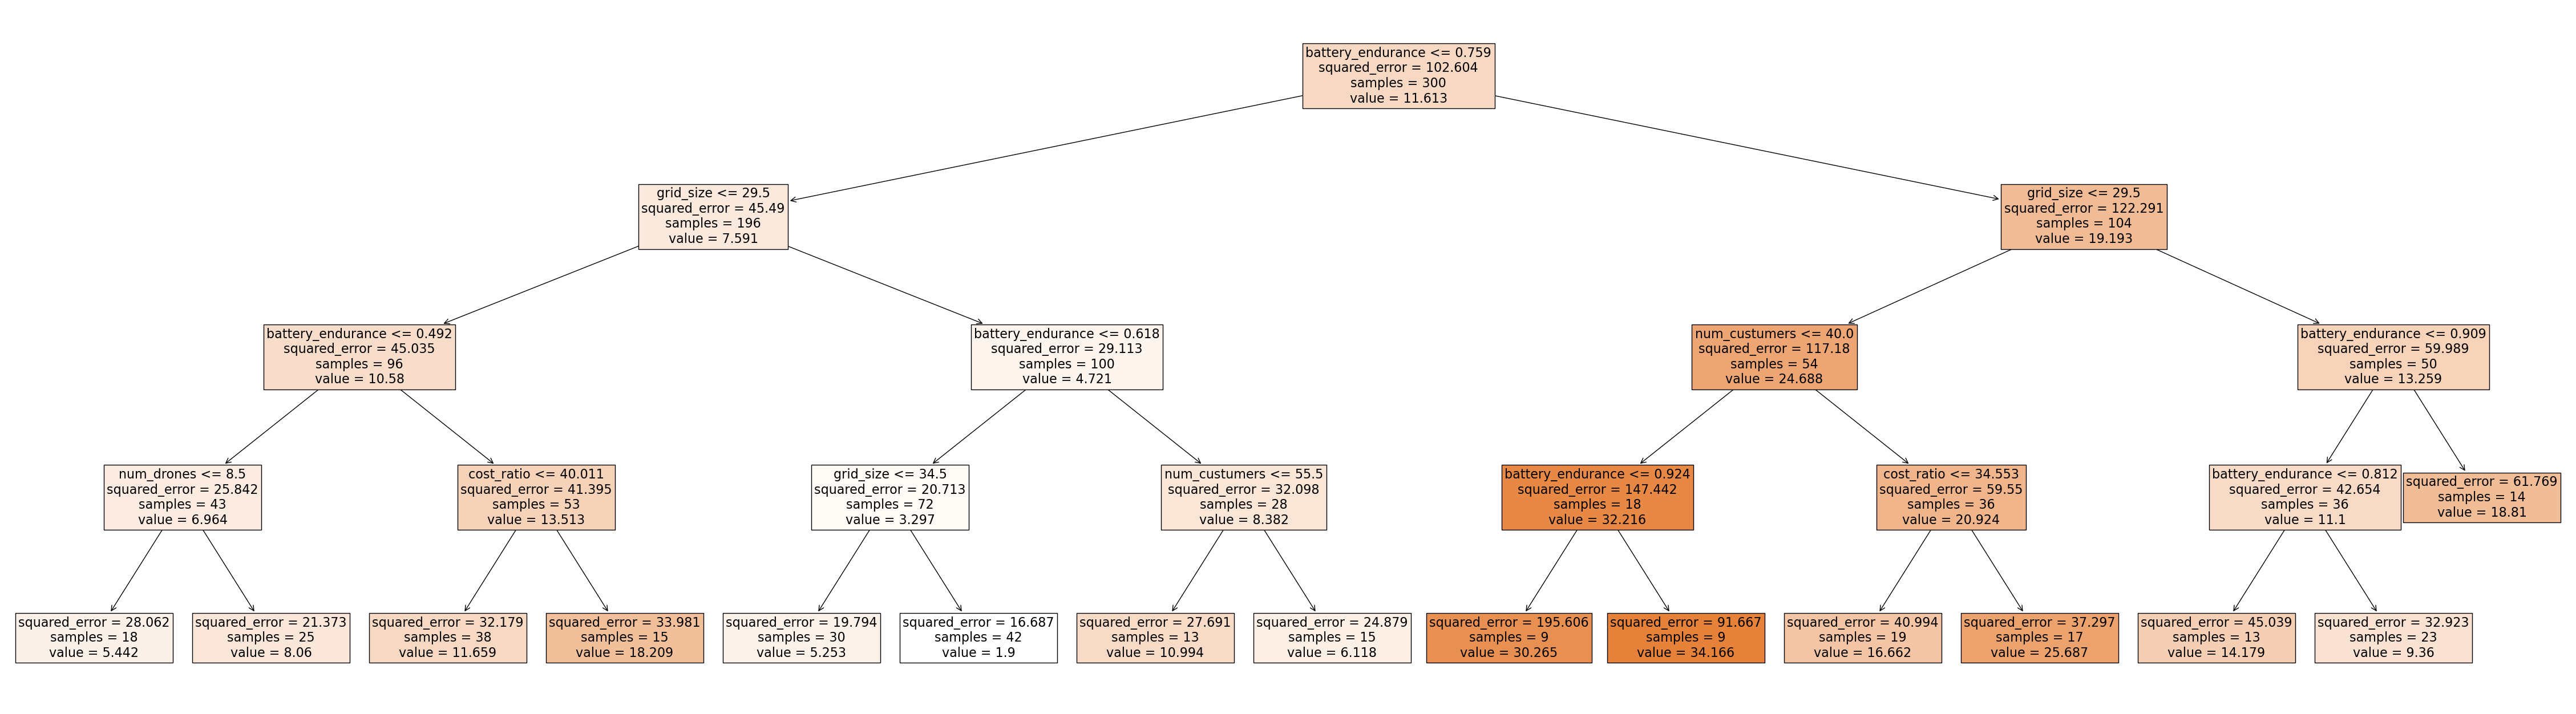 battery_endurance <= 0.759
squared_error = 102.604
samples = 300
value = 11.613
grid_size <= 29.5
squared_error = 45.49
samples = 196
value = 7.591
grid_size <= 29.5
squared_error = 122.291
samples = 104
value = 19.193
battery_endurance <= 0.492
squared_error = 45.035
samples = 96
value = 10.58
battery_endurance <= 0.618
squared_error = 29.113
samples = 100
value = 4.721
num_custumers <= 40.0
squared_error = 117.18
samples = 54
value = 24.688
battery_endurance <= 0.909
squared_error = 59.989
samples = 50
value = 13.259
num_drones <= 8.5
squared_error = 25.842
samples = 43
value = 6.964
cost_ratio <= 40.011
squared_error = 41.395
samples = 53
value = 13.513
grid_size <= 34.5
squared_error = 20.713
samples = 72
value = 3.297
num_custumers <= 55.5
squared_error = 32.098
samples = 28
value = 8.382
battery_endurance <= 0.924
squared_error = 147.442
samples = 18
value = 32.216
cost_ratio <= 34.553
squared_error = 59.55
samples = 36
value = 20.924
battery_endurance <= 0.812
squared_error = 42.654
samples = 36
value = 11.1
squared_error = 61.769
samples = 14
value = 18.81
squared_error = 28.062
samples = 18
value = 5.442
squared_error = 21.373
samples = 25
value = 8.06
squared_error = 32.179
samples = 38
value = 11.659
squared_error = 33.981
samples = 15
value = 18.209
squared_error = 19.794
samples = 30
value = 5.253
squared_error = 16.687
samples = 42
value = 1.9
squared_error = 27.691
samples = 13
value = 10.994
squared_error = 24.879
samples = 15
value = 6.118
squared_error = 195.606
samples = 9
value = 30.265
squared_error = 91.667
samples = 9
value = 34.166
squared_error = 40.994
samples = 19
value = 16.662
squared_error = 37.297
samples = 17
value = 25.687
squared_error = 45.039
samples = 13
value = 14.179
squared_error = 32.923
samples = 23
value = 9.36